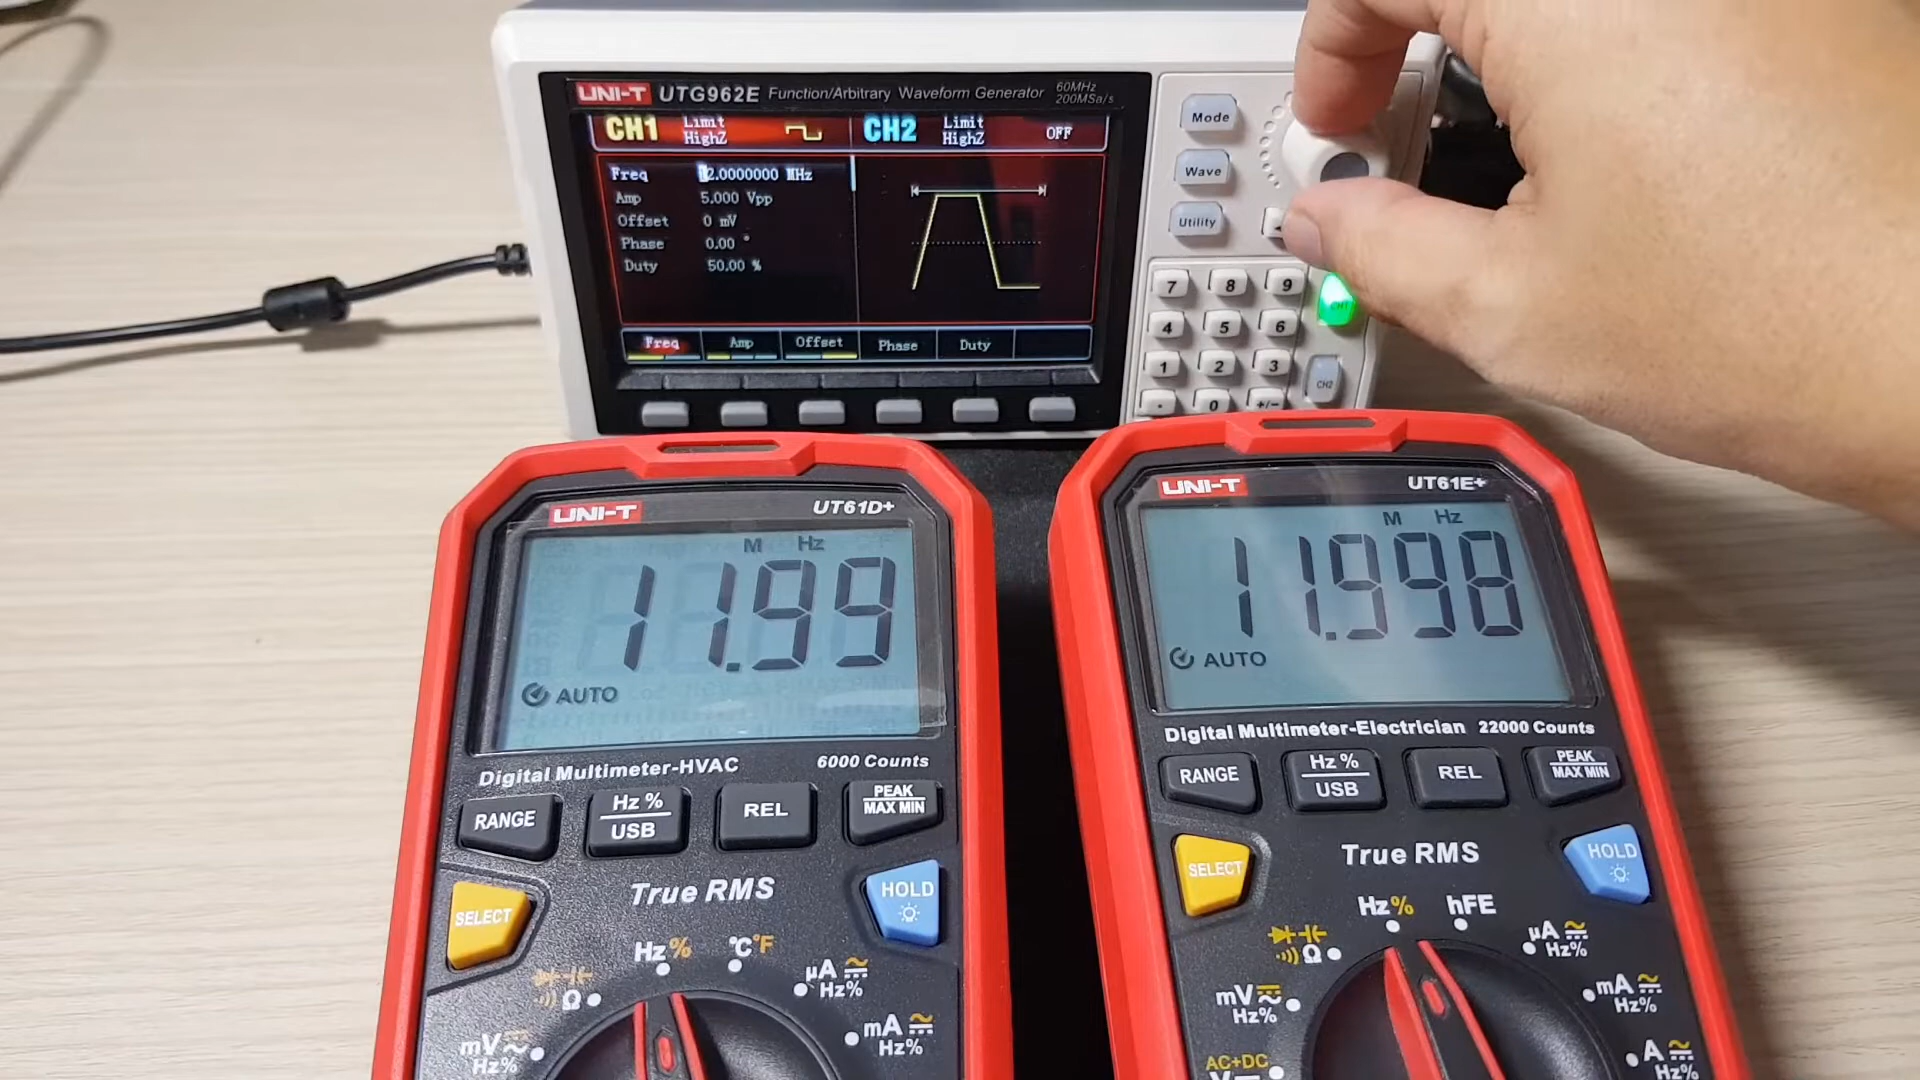 UNI-T UTG962E Function/Arbitrary Waveform Generator 60MHz 200MSa/s
CH1 Limit HighZ CH2 Limit HighZ OFF
Freq 12.0000000 MHz
Amp 5.000 Vpp
Offset 0 mV
Phase 0.00 °
Duty 50.00 %
Freq Amp Offset Phase Duty
Mode
Wave
Utility
7 8 9
4 5 6
1 2 3
CH2
. 0 +/-
UNI-T UT61D+
M Hz
11.99
AUTO
Digital Multimeter-HVAC 6000 Counts
RANGE Hz % USB REL PEAK MAX MIN
SELECT True RMS HOLD
Hz% °C°F
Ω
µA Hz%
mV Hz%
mA Hz%
UNI-T UT61E+
M Hz
11.998
AUTO
Digital Multimeter-Electrician 22000 Counts
RANGE Hz % USB REL PEAK MAX MIN
SELECT True RMS HOLD
Hz% hFE
Ω
µA Hz%
mV Hz%
mA Hz%
AC+DC
V
A Hz%